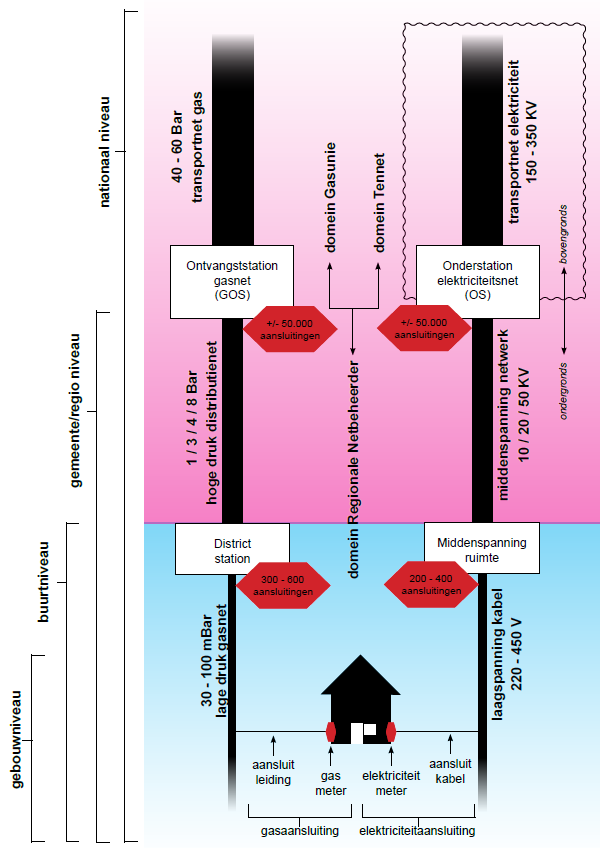 nationaal niveau
gemeente/regio niveau
buurtniveau
gebouwniveau
40 - 60 Bar
transportnet gas
domein Gasunie
domein Tennet
transportnet elektriciteit
150 - 350 KV
bovengronds
ondergronds
Ontvangststation
gasnet
(GOS)
Onderstation
elektriciteitsnet
(OS)
+/- 50.000
aansluitingen
+/- 50.000
aansluitingen
1 / 3 / 4 / 8 Bar
hoge druk distributienet
domein Regionale Netbeheerder
middenspanning netwerk
10 / 20 / 50 KV
District
station
Middenspanning
ruimte
300 - 600
aansluitingen
200 - 400
aansluitingen
30 - 100 mBar
lage druk gasnet
laagspanning kabel
220 - 450 V
aansluit
leiding
gas
meter
elektriciteit
meter
aansluit
kabel
gasaansluiting
elektriciteitaansluiting